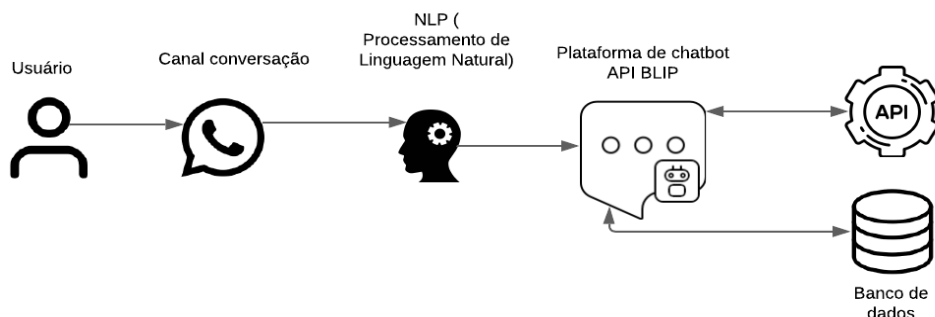 Usuário
Canal conversação
NLP (
Processamento de
Linguagem Natural)
Plataforma de chatbot
API BLIP
API
Banco de
dados